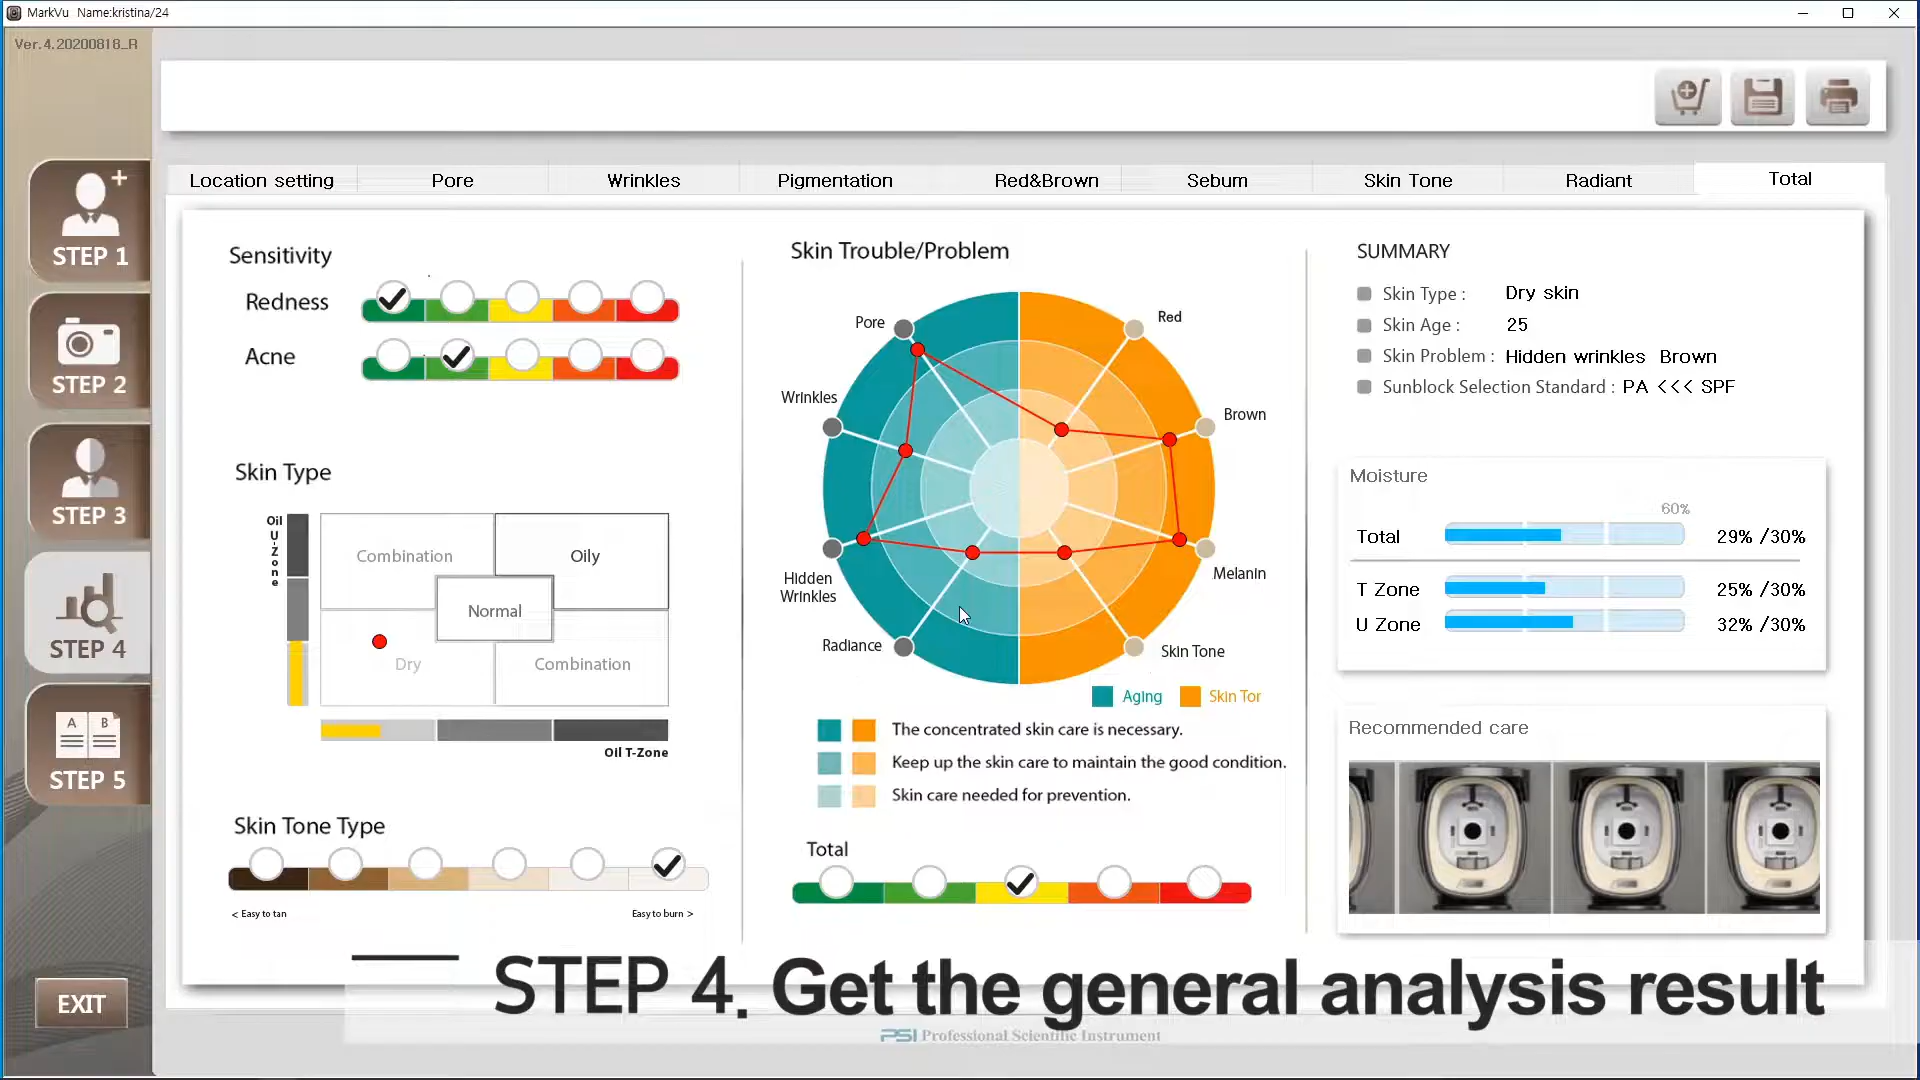 MarkVu Name:kristina/24
Ver.4.20200818_R
STEP 1
STEP 2
STEP 3
STEP 4
A B
STEP 5
EXIT
Location setting
Pore
Wrinkles
Pigmentation
Red&Brown
Sebum
Skin Tone
Radiant
Total
Sensitivity
Redness
Acne
Skin Type
Oil
U-Zone
Combination
Oily
Normal
Dry
Combination
Oil T-Zone
Skin Tone Type
< Easy to tan
Easy to burn >
Skin Trouble/Problem
Pore
Red
Wrinkles
Brown
Hidden
Wrinkles
Melanin
Radiance
Skin Tone
Aging
Skin Tor
The concentrated skin care is necessary.
Keep up the skin care to maintain the good condition.
Skin care needed for prevention.
Total
SUMMARY
Skin Type : Dry skin
Skin Age : 25
Skin Problem : Hidden wrinkles Brown
Sunblock Selection Standard : PA <<< SPF
Moisture
60%
Total 29% /30%
T Zone 25% /30%
U Zone 32% /30%
Recommended care
STEP 4. Get the general analysis result
PSI Professional Scientific Instrument